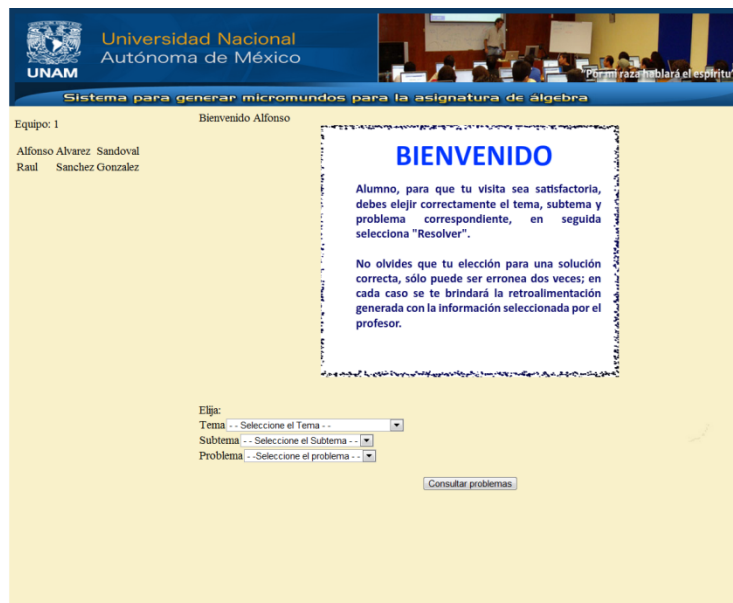 Universidad Nacional
Autónoma de México
UNAM
"Por mi raza hablará el espíritu"
Sistema para generar micromundos para la asignatura de álgebra
Equipo: 1
Bienvenido Alfonso
Alfonso Alvarez Sandoval
Raul Sanchez Gonzalez
BIENVENIDO
Alumno, para que tu visita sea satisfactoria,
debes elejir correctamente el tema, subtema y
problema correspondiente, en seguida
selecciona "Resolver".
No olvides que tu elección para una solución
correcta, sólo puede ser erronea dos veces; en
cada caso se te brindará la retroalimentación
generada con la información seleccionada por el
profesor.
Elija:
Tema - - Seleccione el Tema - -
Subtema - - Seleccione el Subtema - -
Problema - -Seleccione el problema - -
Consultar problemas